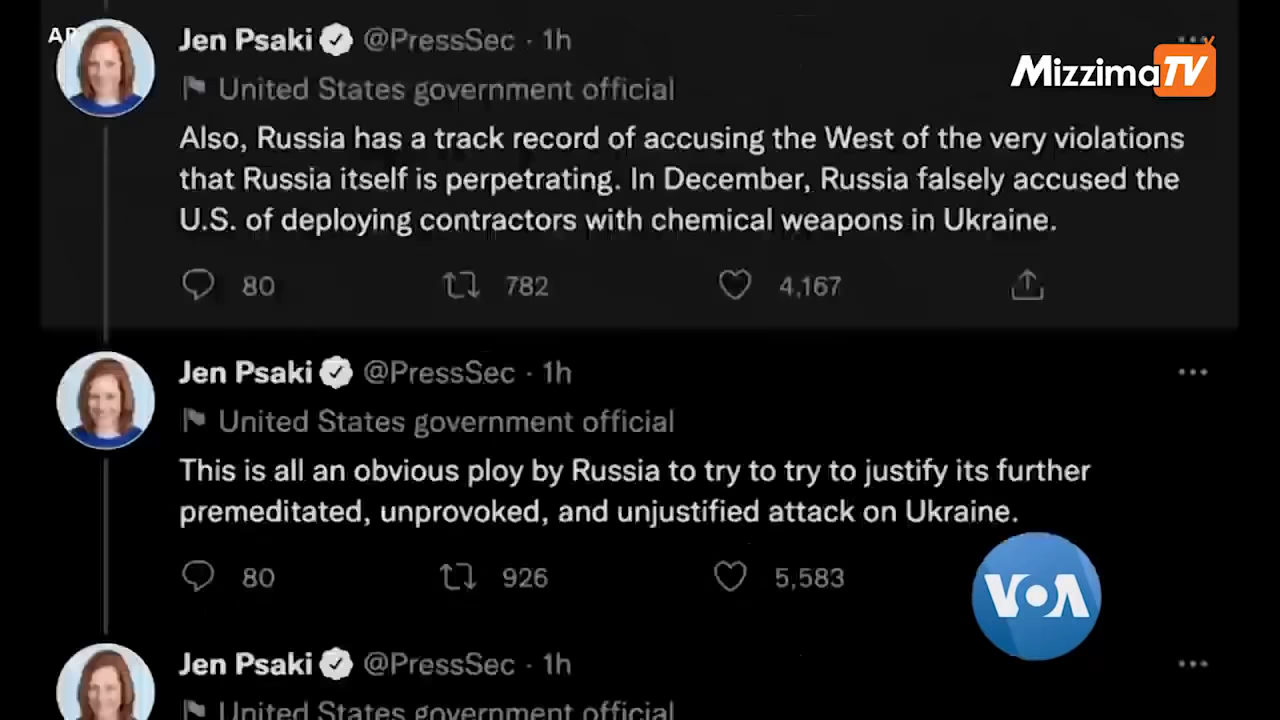 AP
MizzimaTV
Jen Psaki @PressSec · 1h
United States government official
Also, Russia has a track record of accusing the West of the very violations
that Russia itself is perpetrating. In December, Russia falsely accused the
U.S. of deploying contractors with chemical weapons in Ukraine.
80 782 4,167
Jen Psaki @PressSec · 1h
United States government official
This is all an obvious ploy by Russia to try to try to justify its further
premeditated, unprovoked, and unjustified attack on Ukraine.
80 926 5,583
VOA
Jen Psaki @PressSec · 1h
United States government official